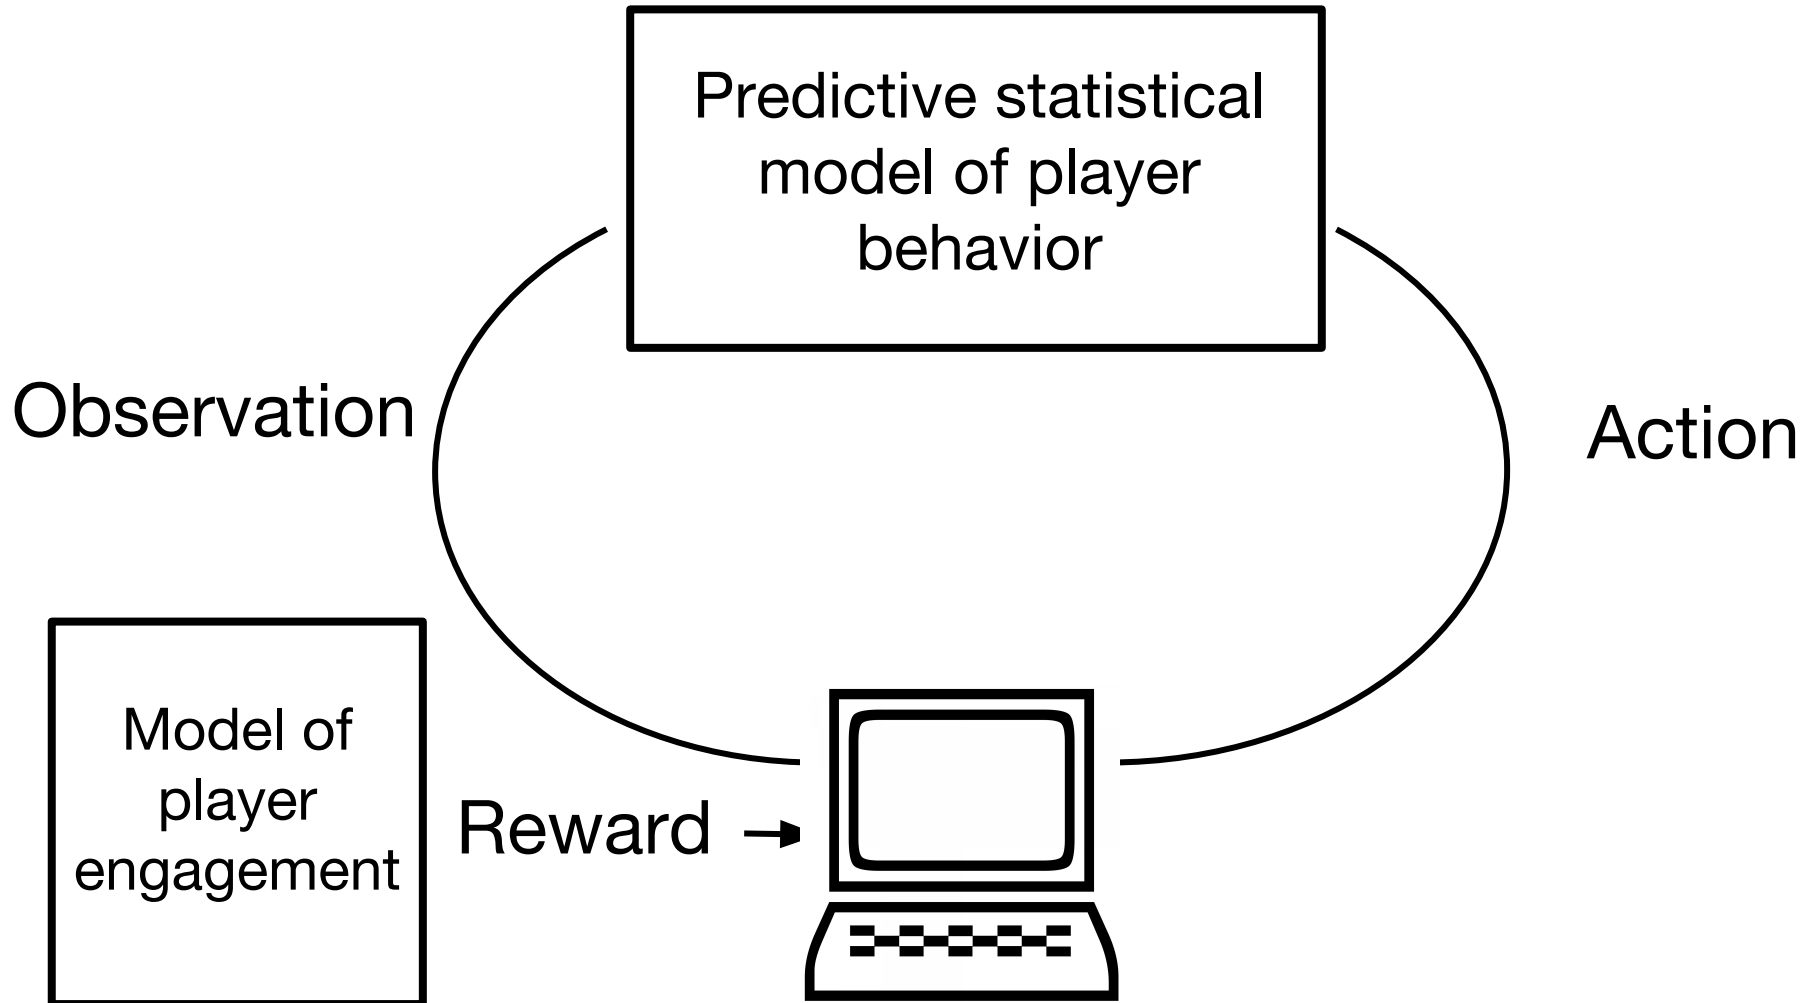 Predictive statistical
model of player
behavior
Observation
Action
Model of
player
engagement
Reward